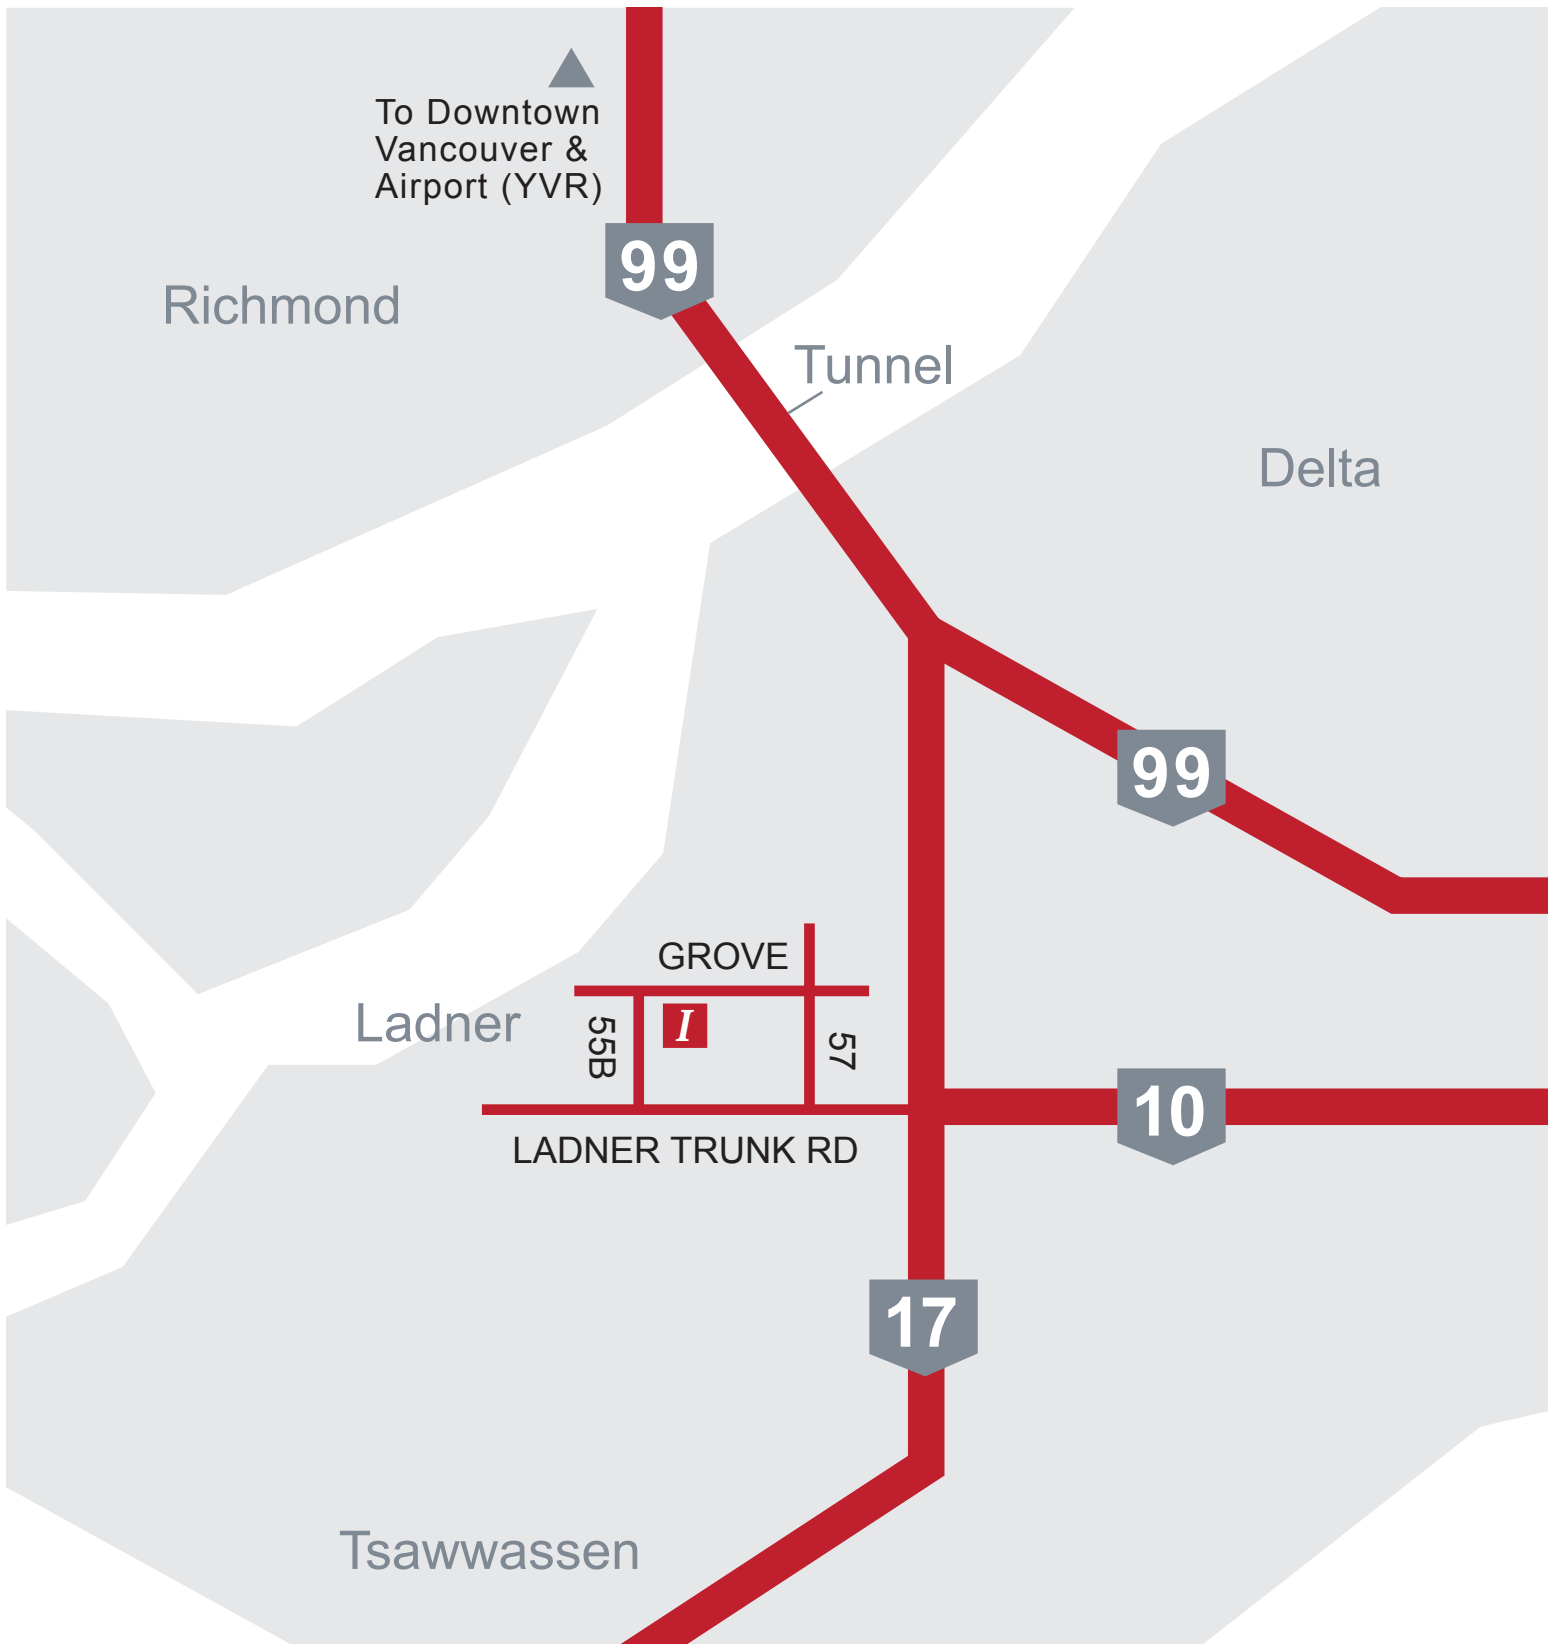 To Downtown
Vancouver &
Airport (YVR)
99
Richmond
Tunnel
Delta
99
GROVE
Ladner
55B
I
57
10
LADNER TRUNK RD
17
Tsawwassen